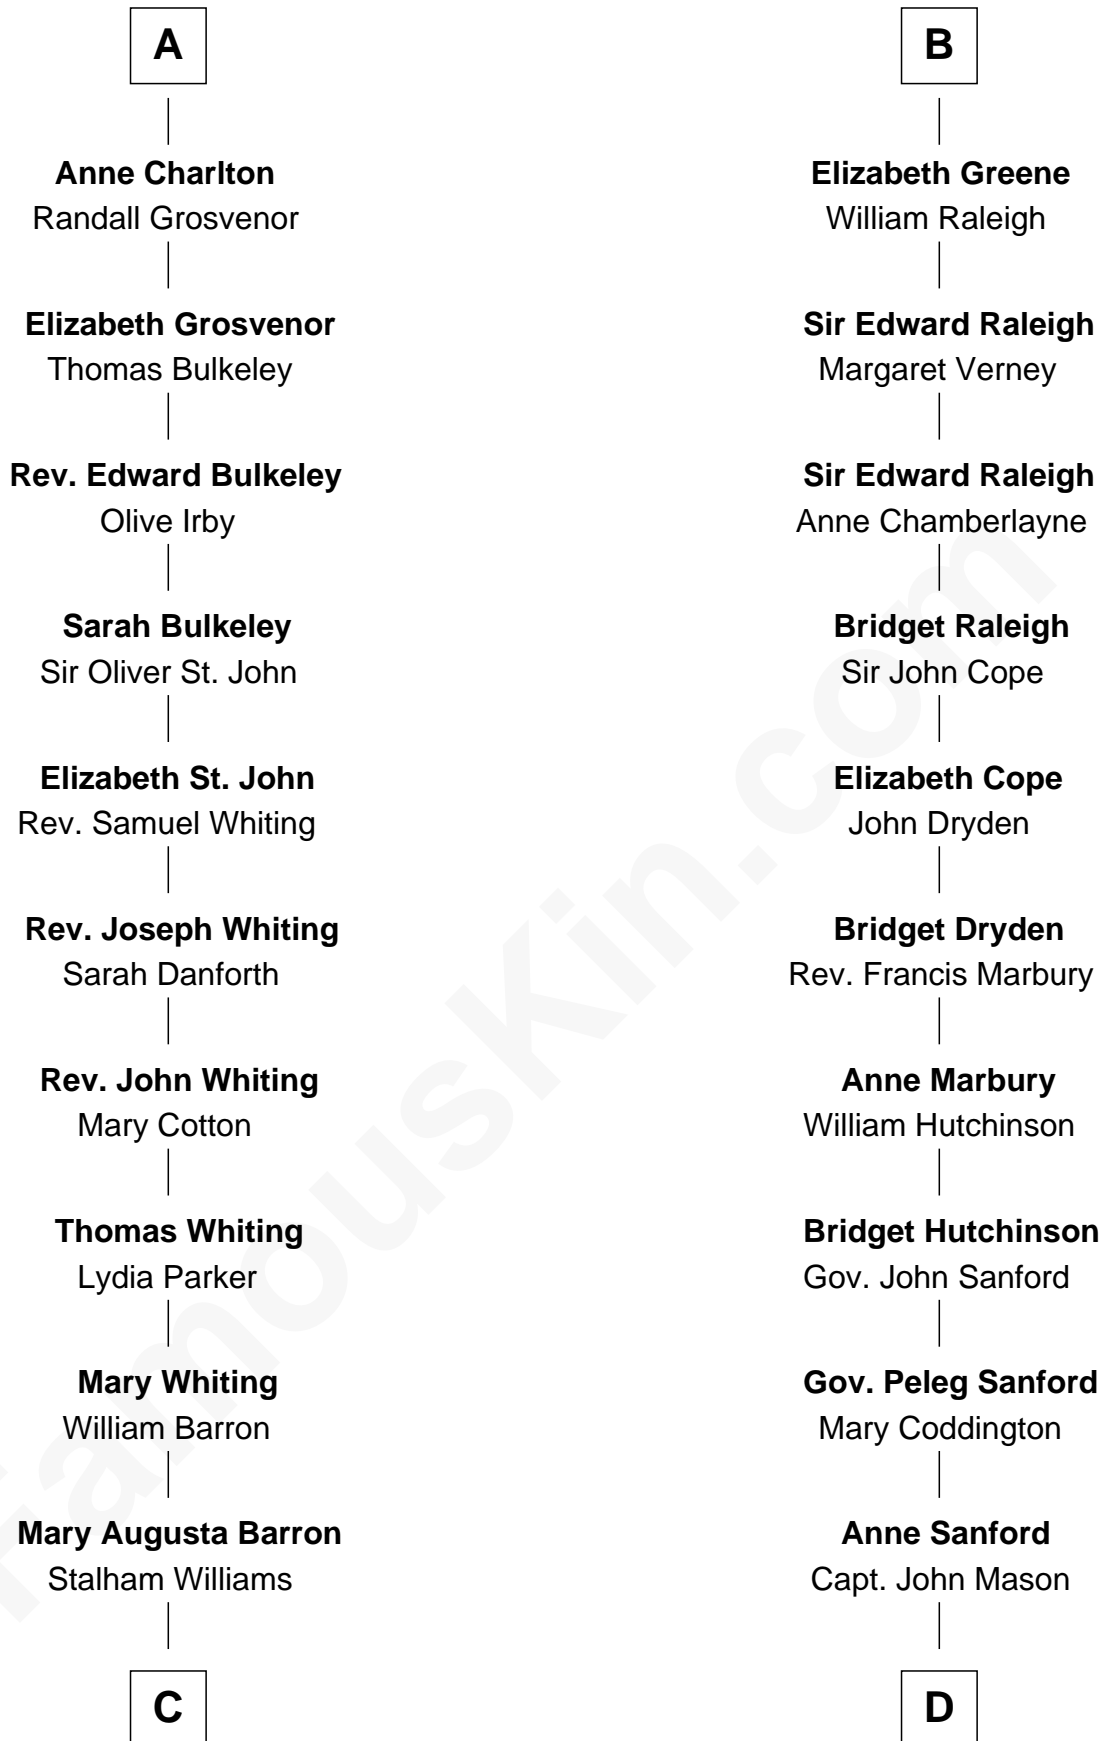 A
Anne Charlton
Randall Grosvenor
Elizabeth Grosvenor
Thomas Bulkeley
Rev. Edward Bulkeley
Olive Irby
Sarah Bulkeley
Sir Oliver St. John
Elizabeth St. John
Rev. Samuel Whiting
Rev. Joseph Whiting
Sarah Danforth
Rev. John Whiting
Mary Cotton
Thomas Whiting
Lydia Parker
Mary Whiting
William Barron
Mary Augusta Barron
Stalham Williams
C
B
Elizabeth Greene
William Raleigh
Sir Edward Raleigh
Margaret Verney
Sir Edward Raleigh
Anne Chamberlayne
Bridget Raleigh
Sir John Cope
Elizabeth Cope
John Dryden
Bridget Dryden
Rev. Francis Marbury
Anne Marbury
William Hutchinson
Bridget Hutchinson
Gov. John Sanford
Gov. Peleg Sanford
Mary Coddington
Anne Sanford
Capt. John Mason
D
FamousKin.com